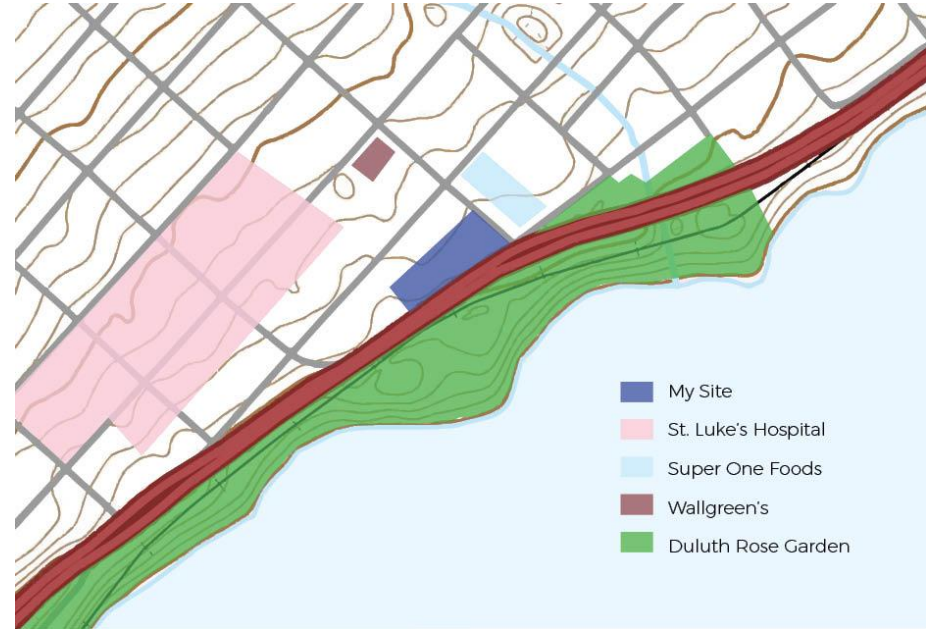 My Site
St. Luke's Hospital
Super One Foods
Wallgreen's
Duluth Rose Garden